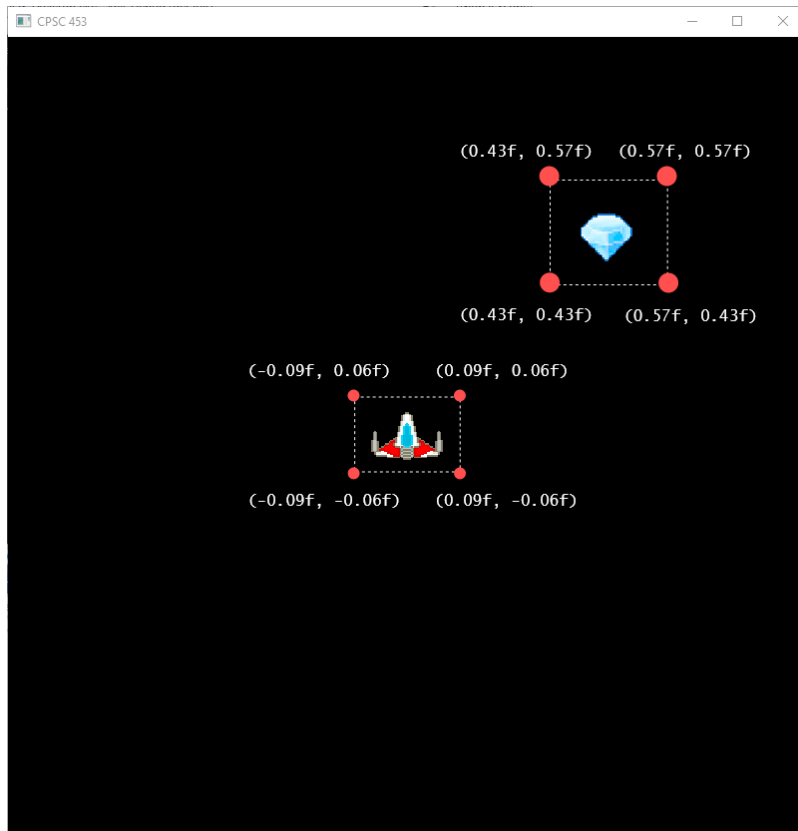 CPSC 453
(0.43f, 0.57f) (0.57f, 0.57f)
(0.43f, 0.43f) (0.57f, 0.43f)
(-0.09f, 0.06f) (0.09f, 0.06f)
(-0.09f, -0.06f) (0.09f, -0.06f)